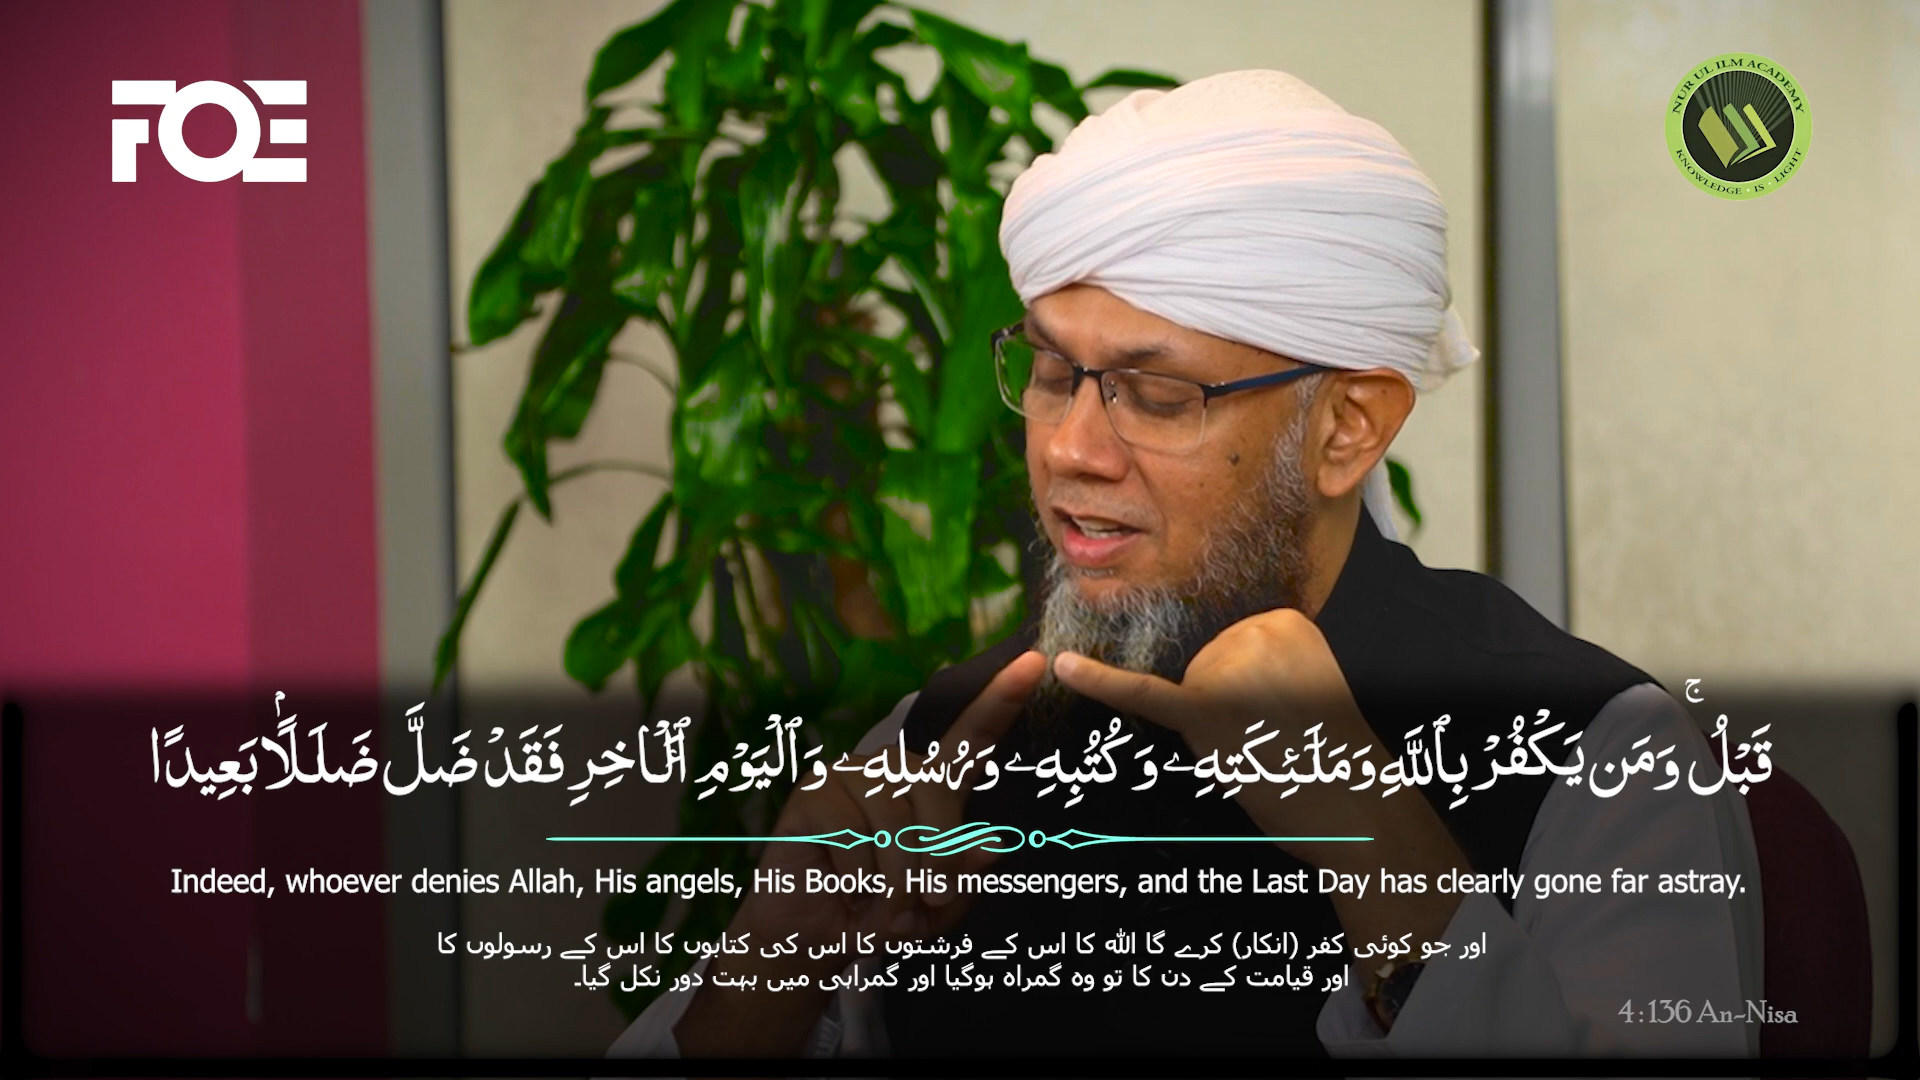 FOE
NUR UL ILM ACADEMY
KNOWLEDGE · IS · LIGHT
قَبْلُ ۚ وَمَن يَكْفُرْ بِٱللَّهِ وَمَلَـٰٓئِكَتِهِۦ وَكُتُبِهِۦ وَرُسُلِهِۦ وَٱلْيَوْمِ ٱلْـَٔاخِرِ فَقَدْ ضَلَّ ضَلَـٰلًۢا بَعِيدًا
Indeed, whoever denies Allah, His angels, His Books, His messengers, and the Last Day has clearly gone far astray.
اور جو کوئی کفر (انکار) کرے گا اللہ کا اس کے فرشتوں کا اس کی کتابوں کا اس کے رسولوں کا
اور قیامت کے دن کا تو وہ گمراہ ہوگیا اور گمراہی میں بہت دور نکل گیا۔
4:136 An-Nisa